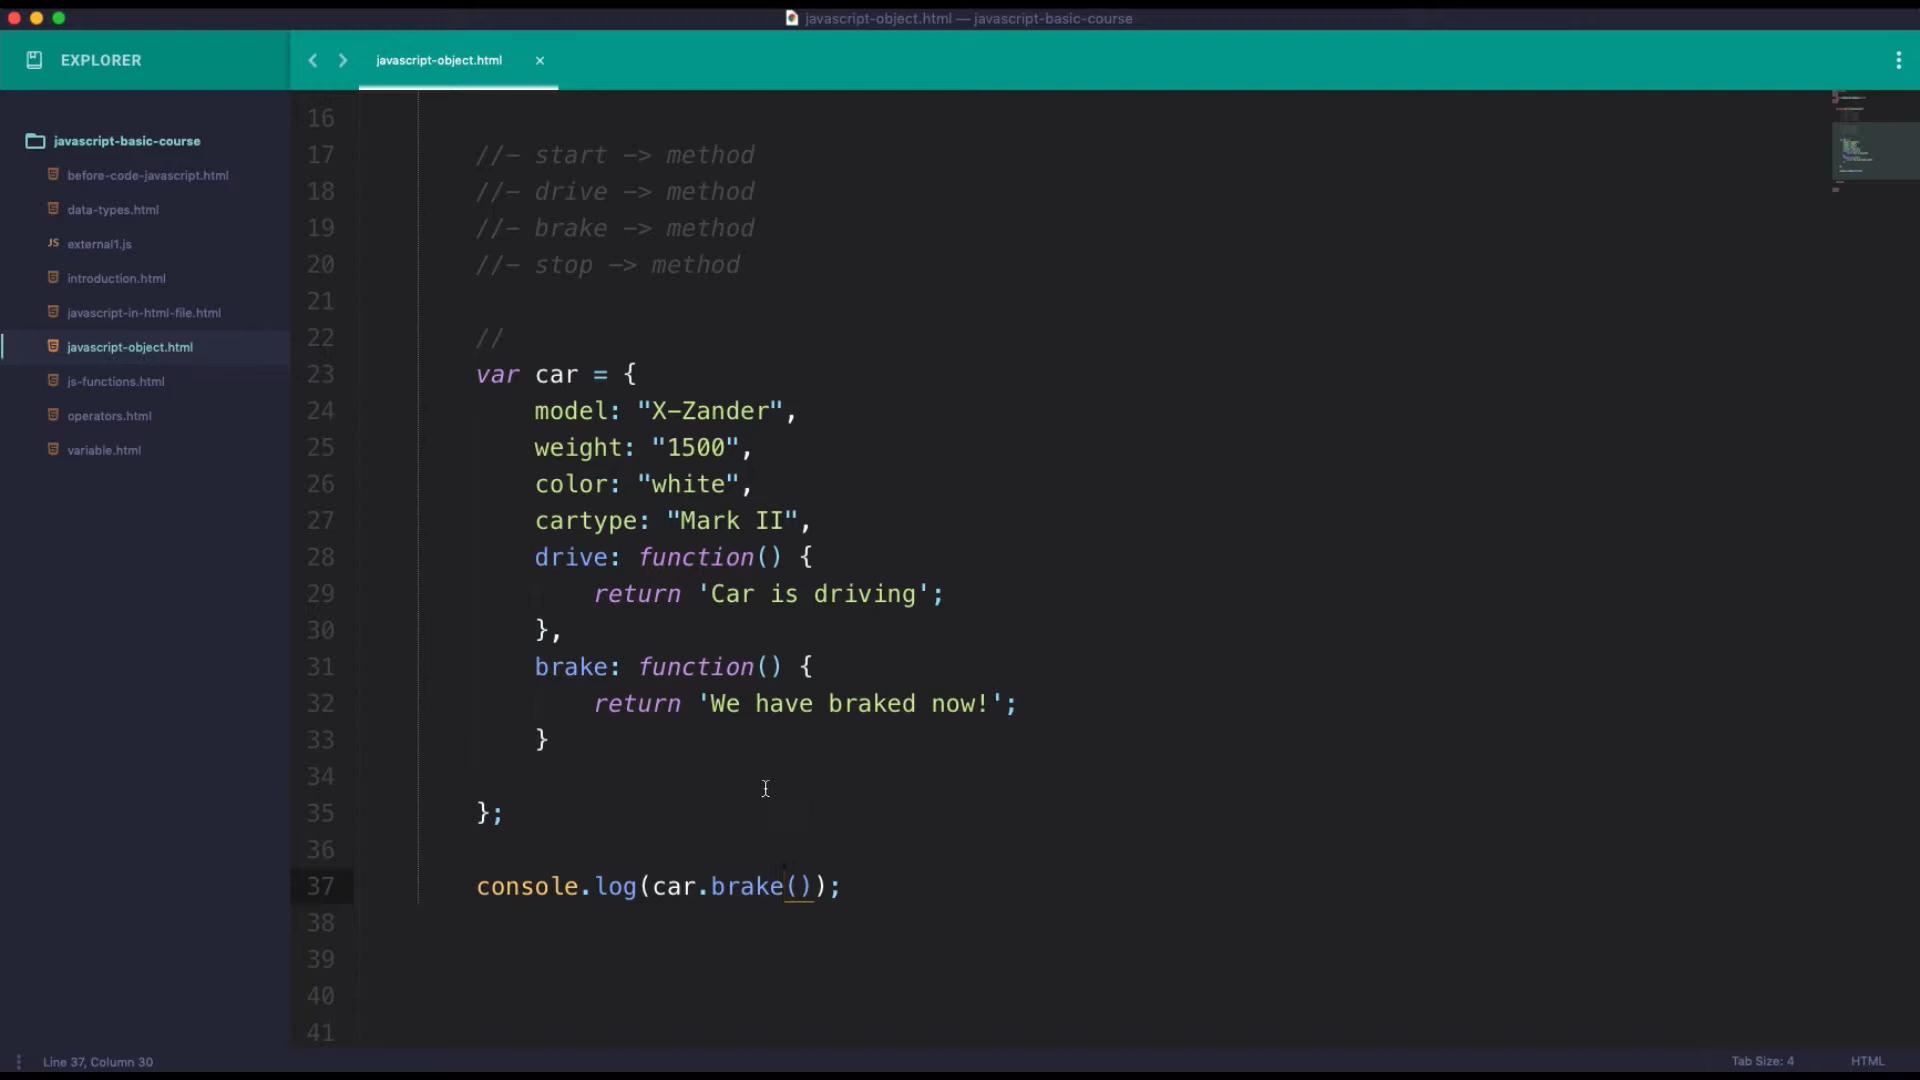 javascript-object.html — javascript-basic-course
EXPLORER
javascript-object.html
javascript-basic-course
before-code-javascript.html
data-types.html
JS external1.js
introduction.html
javascript-in-html-file.html
javascript-object.html
js-functions.html
operators.html
variable.html
16
17 //- start -> method
18 //- drive -> method
19 //- brake -> method
20 //- stop -> method
21
22 //
23 var car = {
24 model: "X-Zander",
25 weight: "1500",
26 color: "white",
27 cartype: "Mark II",
28 drive: function() {
29 return 'Car is driving';
30 },
31 brake: function() {
32 return 'We have braked now!';
33 }
34
35 };
36
37 console.log(car.brake());
38
39
40
41
Line 37, Column 30
Tab Size: 4
HTML